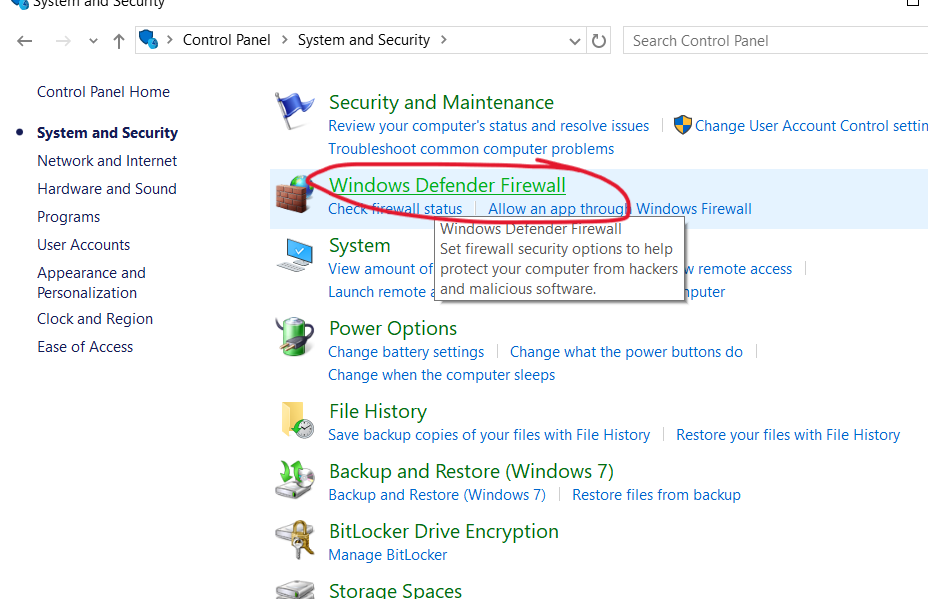 System and Security
Control Panel > System and Security >
Search Control Panel
Control Panel Home
System and Security
Network and Internet
Hardware and Sound
Programs
User Accounts
Appearance and
Personalization
Clock and Region
Ease of Access
Security and Maintenance
Review your computer's status and resolve issues | Change User Account Control settin
Troubleshoot common computer problems
Windows Defender Firewall
Check firewall status | Allow an app through Windows Firewall
Windows Defender Firewall
Set firewall security options to help
protect your computer from hackers
and malicious software.
System
View amount of w remote access |
Launch remote a puter
Power Options
Change battery settings | Change what the power buttons do |
Change when the computer sleeps
File History
Save backup copies of your files with File History | Restore your files with File History
Backup and Restore (Windows 7)
Backup and Restore (Windows 7) | Restore files from backup
BitLocker Drive Encryption
Manage BitLocker
Storage Spaces